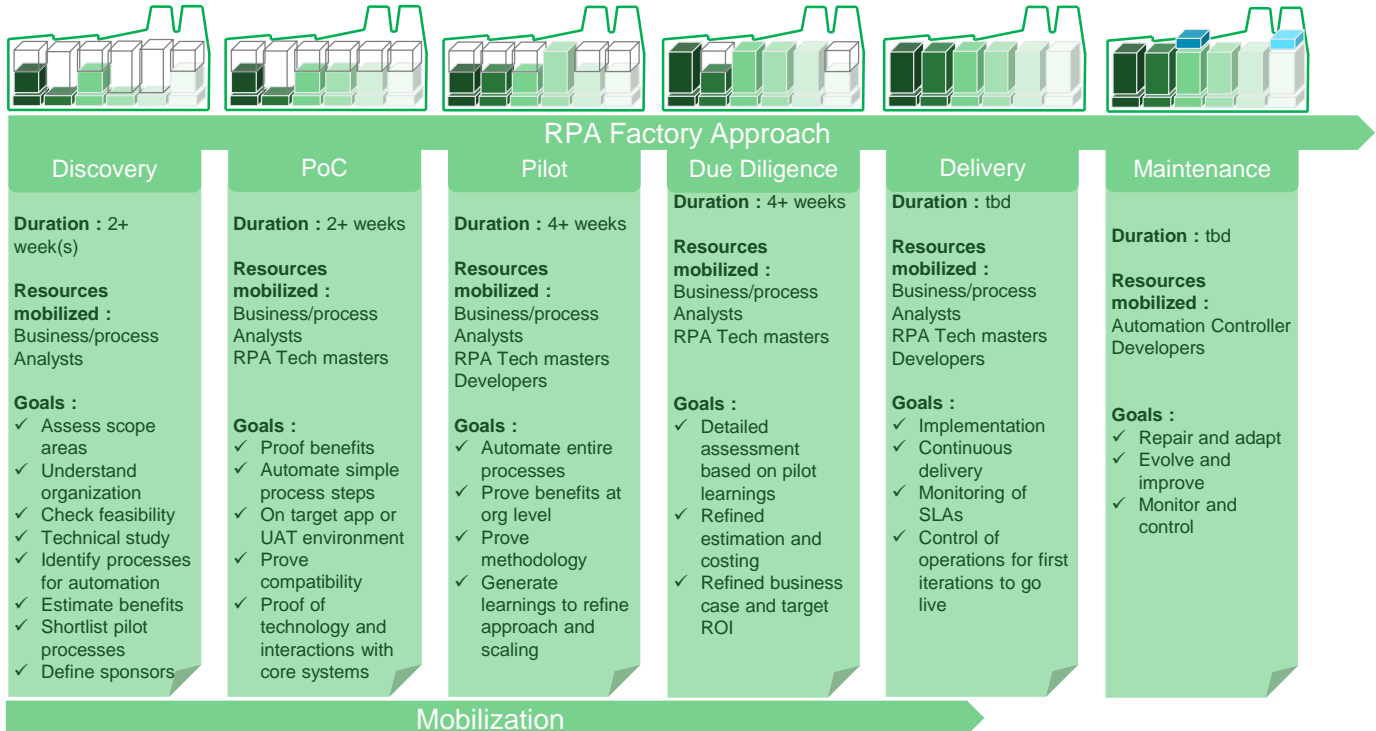 RPA Factory Approach
Discovery
Duration : 2+
week(s)
Resources
mobilized :
Business/process
Analysts
Goals :
✓ Assess scope
areas
✓ Understand
organization
✓ Check feasibility
✓ Technical study
✓ Identify processes
for automation
✓ Estimate benefits
✓ Shortlist pilot
processes
✓ Define sponsors
PoC
Duration : 2+ weeks
Resources
mobilized :
Business/process
Analysts
RPA Tech masters
Goals :
✓ Proof benefits
✓ Automate simple
process steps
✓ On target app or
UAT environment
✓ Prove
compatibility
✓ Proof of
technology and
interactions with
core systems
Pilot
Duration : 4+ weeks
Resources
mobilized :
Business/process
Analysts
RPA Tech masters
Developers
Goals :
✓ Automate entire
processes
✓ Prove benefits at
org level
✓ Prove
methodology
✓ Generate
learnings to refine
approach and
scaling
Due Diligence
Duration : 4+ weeks
Resources
mobilized :
Business/process
Analysts
RPA Tech masters
Goals :
✓ Detailed
assessment
based on pilot
learnings
✓ Refined
estimation and
costing
✓ Refined business
case and target
ROI
Delivery
Duration : tbd
Resources
mobilized :
Business/process
Analysts
RPA Tech masters
Developers
Goals :
✓ Implementation
✓ Continuous
delivery
✓ Monitoring of
SLAs
✓ Control of
operations for first
iterations to go
live
Maintenance
Duration : tbd
Resources
mobilized :
Automation Controller
Developers
Goals :
✓ Repair and adapt
✓ Evolve and
improve
✓ Monitor and
control
Mobilization